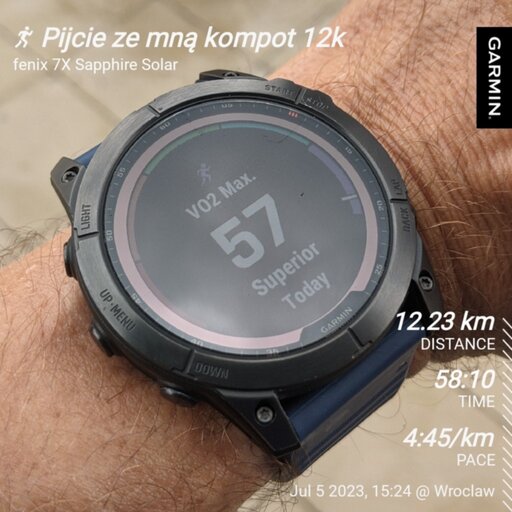 Pijcie ze mną kompot 12k
fenix 7X Sapphire Solar
GARMIN.
START STOP
LIGHT
UP·MENU
DOWN
BACK LAP
VO2 Max.
57
Superior
Today
GARMIN
12.23 km
DISTANCE
58:10
TIME
4:45/km
PACE
Jul 5 2023, 15:24 @ Wroclaw